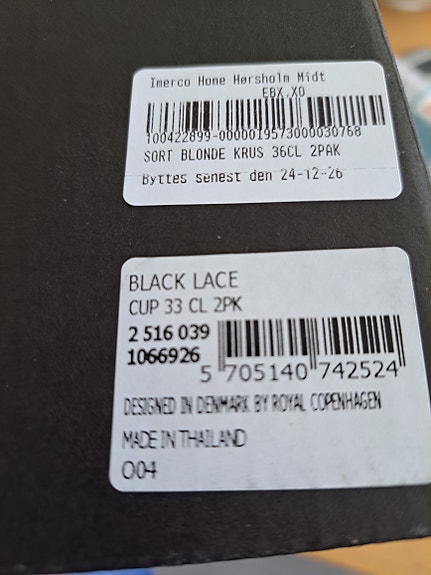 Imerco Home Hørsholm Midt
EBX.XO
100422899-0000019573000030768
SORT BLONDE KRUS 36CL 2PAK
Byttes senest den 24-12-26
BLACK LACE
CUP 33 CL 2PK
2 516 039
1066926
5 705140 742524
DESIGNED IN DENMARK BY ROYAL COPENHAGEN
MADE IN THAILAND
O04